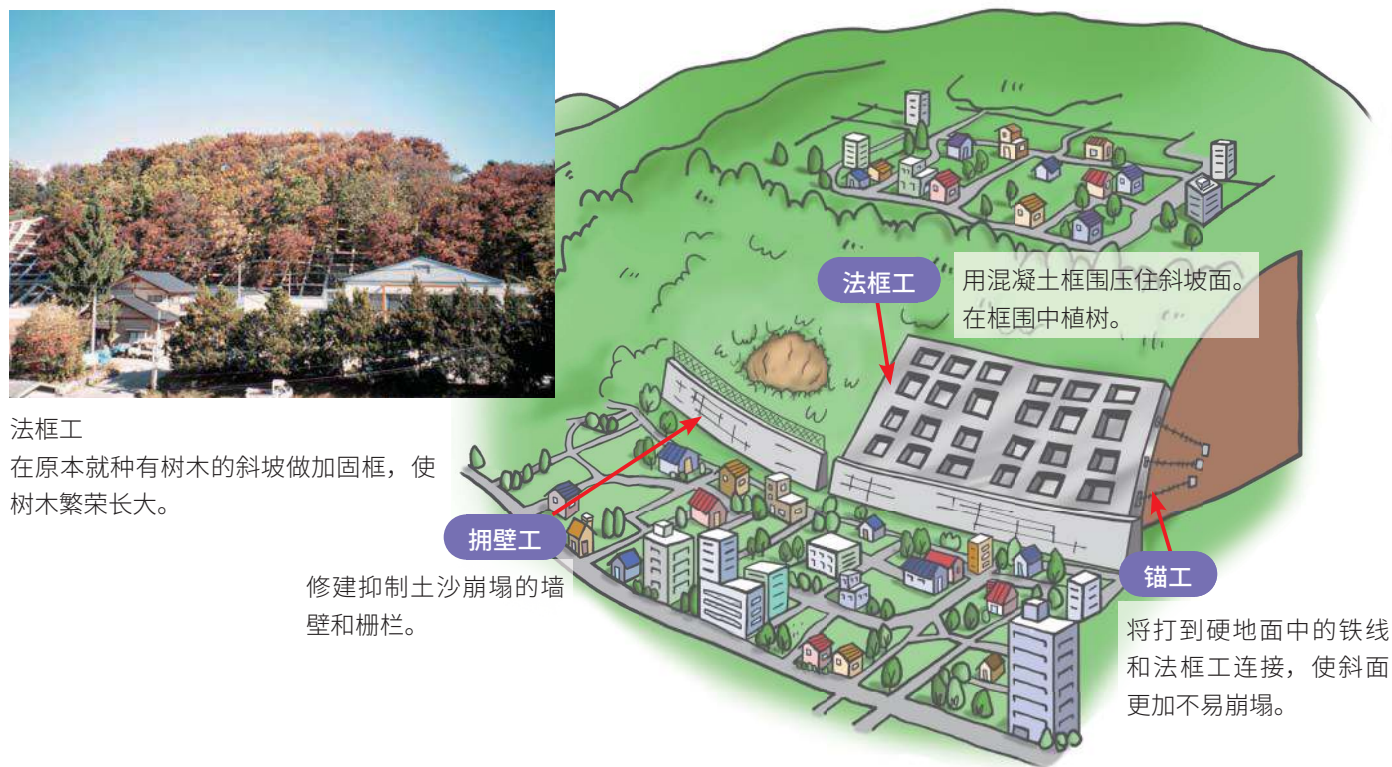 法框工
用混凝土框围压住斜坡面。
在框围中植树。
法框工
在原本就种有树木的斜坡做加固框，使
树木繁荣长大。
拥壁工
修建抑制土沙崩塌的墙
壁和栅栏。
锚工
将打到硬地面中的铁线
和法框工连接，使斜面
更加不易崩塌。